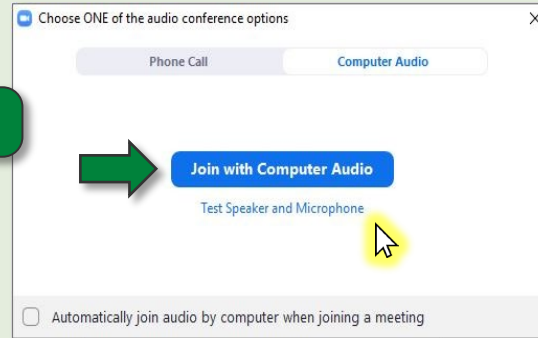 Choose ONE of the audio conference options
Phone Call
Computer Audio
Join with Computer Audio
Test Speaker and Microphone
Automatically join audio by computer when joining a meeting